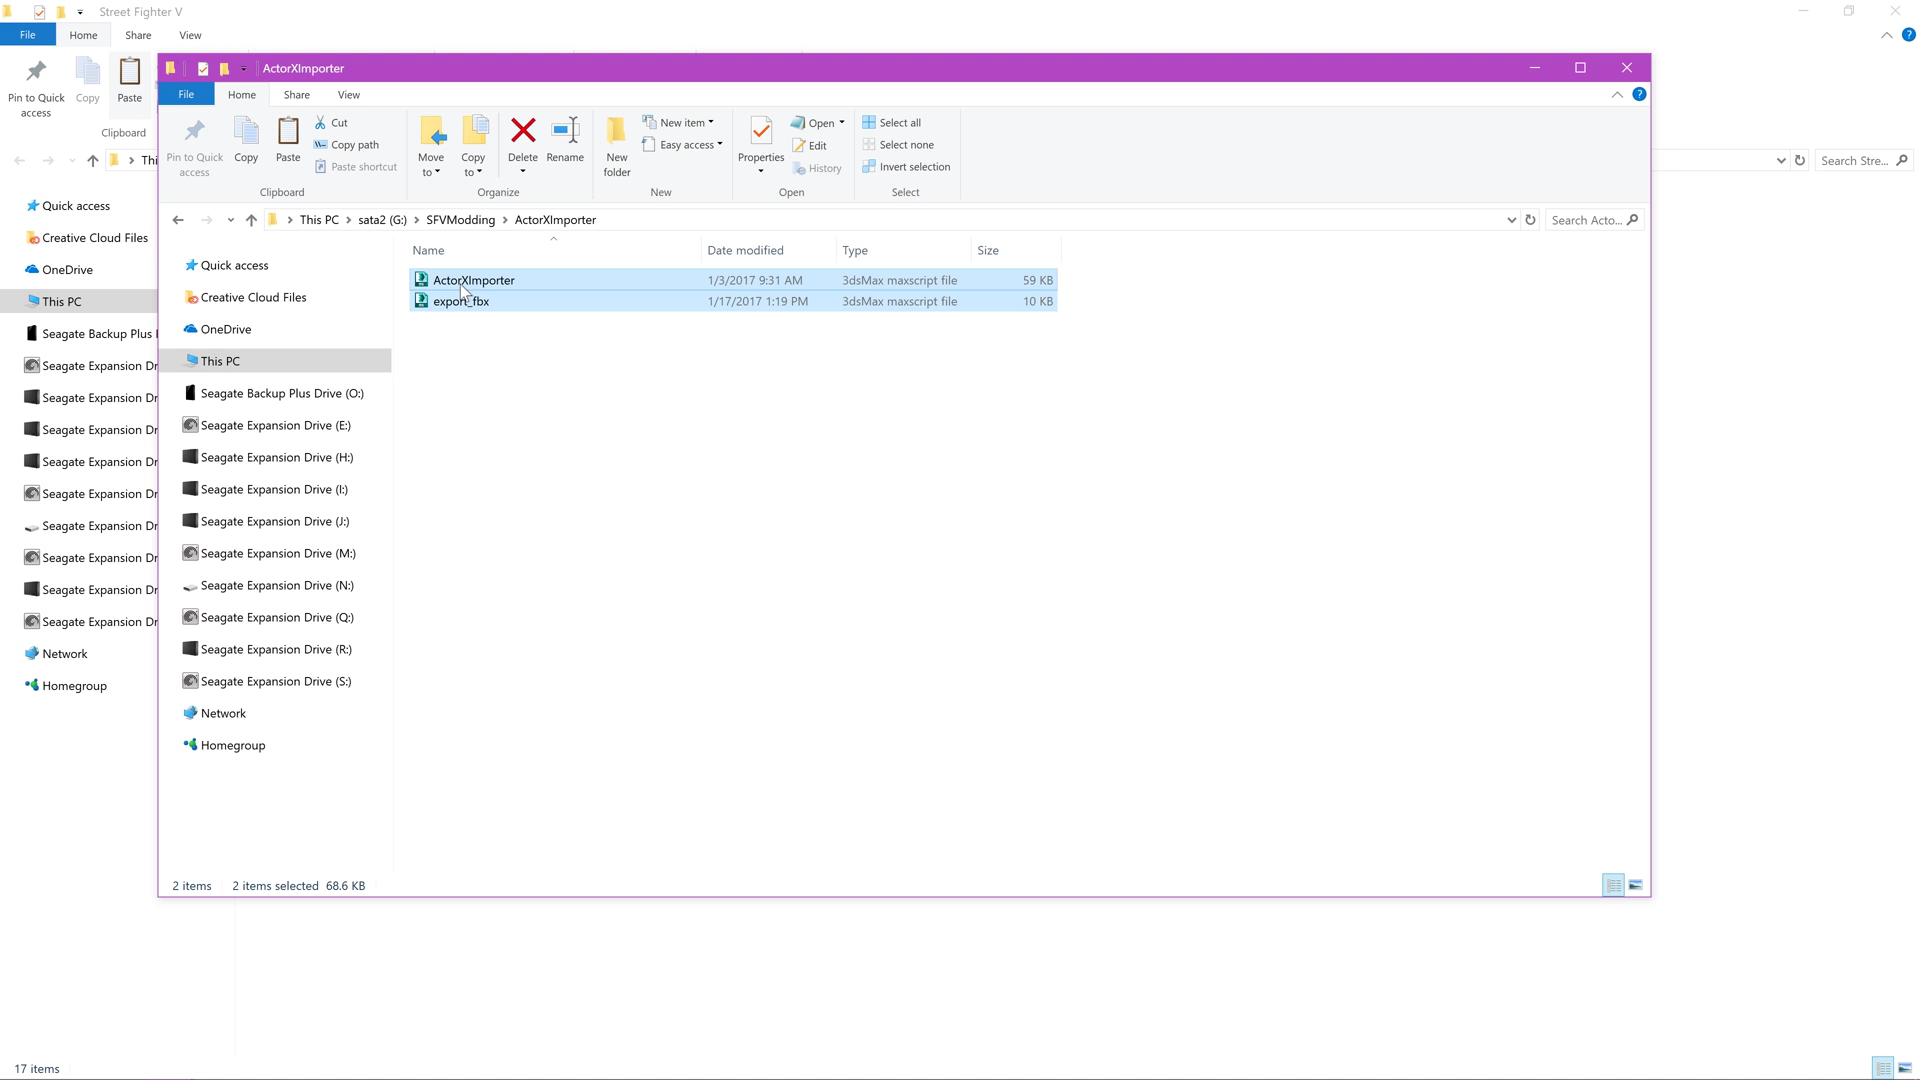 Street Fighter V
File Home Share View
Pin to Quick access
Copy
Paste
Clipboard
Thi
Search Stre...
Quick access
Creative Cloud Files
OneDrive
This PC
Seagate Backup Plus
Seagate Expansion Dr
Seagate Expansion Dr
Seagate Expansion Dr
Seagate Expansion Dr
Seagate Expansion Dr
Seagate Expansion Dr
Seagate Expansion Dr
Seagate Expansion Dr
Seagate Expansion Dr
Network
Homegroup
17 items
ActorXImporter
File Home Share View
Pin to Quick access
Copy
Paste
Cut
Copy path
Paste shortcut
Clipboard
Move to
Copy to
Delete
Rename
Organize
New folder
New item
Easy access
New
Properties
Open
Edit
History
Open
Select all
Select none
Invert selection
Select
This PC > sata2 (G:) > SFVModding > ActorXImporter
Search Acto...
Quick access
Creative Cloud Files
OneDrive
This PC
Seagate Backup Plus Drive (O:)
Seagate Expansion Drive (E:)
Seagate Expansion Drive (H:)
Seagate Expansion Drive (I:)
Seagate Expansion Drive (J:)
Seagate Expansion Drive (M:)
Seagate Expansion Drive (N:)
Seagate Expansion Drive (Q:)
Seagate Expansion Drive (R:)
Seagate Expansion Drive (S:)
Network
Homegroup
Name Date modified Type Size
ActorXImporter 1/3/2017 9:31 AM 3dsMax maxscript file 59 KB
export_fbx 1/17/2017 1:19 PM 3dsMax maxscript file 10 KB
2 items 2 items selected 68.6 KB